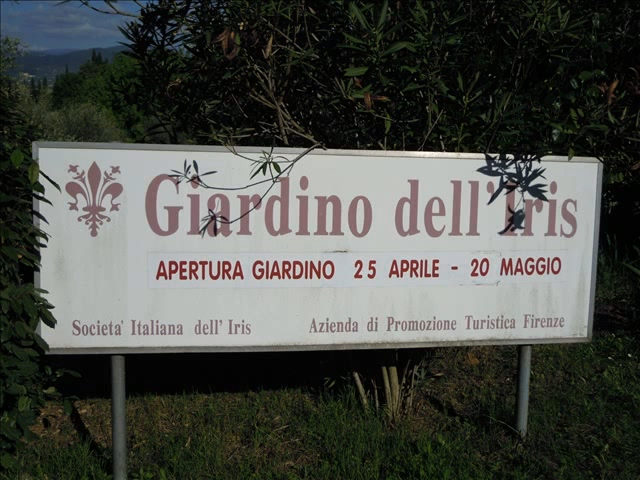 Giardino dell'Iris
APERTURA GIARDINO 25 APRILE - 20 MAGGIO
Societa' Italiana dell'Iris Azienda di Promozione Turistica Firenze